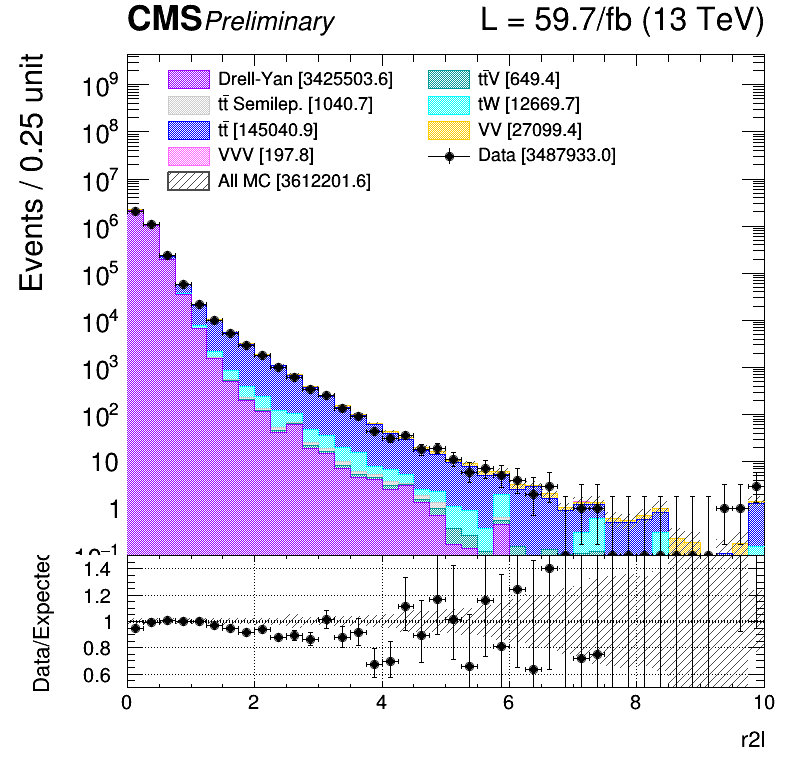 CMS Preliminary L = 59.7/fb (13 TeV)
Events / 0.25 unit
Drell-Yan [3425503.6]
tt̄ Semilep. [1040.7]
tt̄ [145040.9]
VVV [197.8]
All MC [3612201.6]
tt̄V [649.4]
tW [12669.7]
VV [27099.4]
Data [3487933.0]
10⁹
10⁸
10⁷
10⁶
10⁵
10⁴
10³
10²
10
1
10⁻¹
Data/Expected
1.4
1.2
1
0.8
0.6
0 2 4 6 8 10
r2l